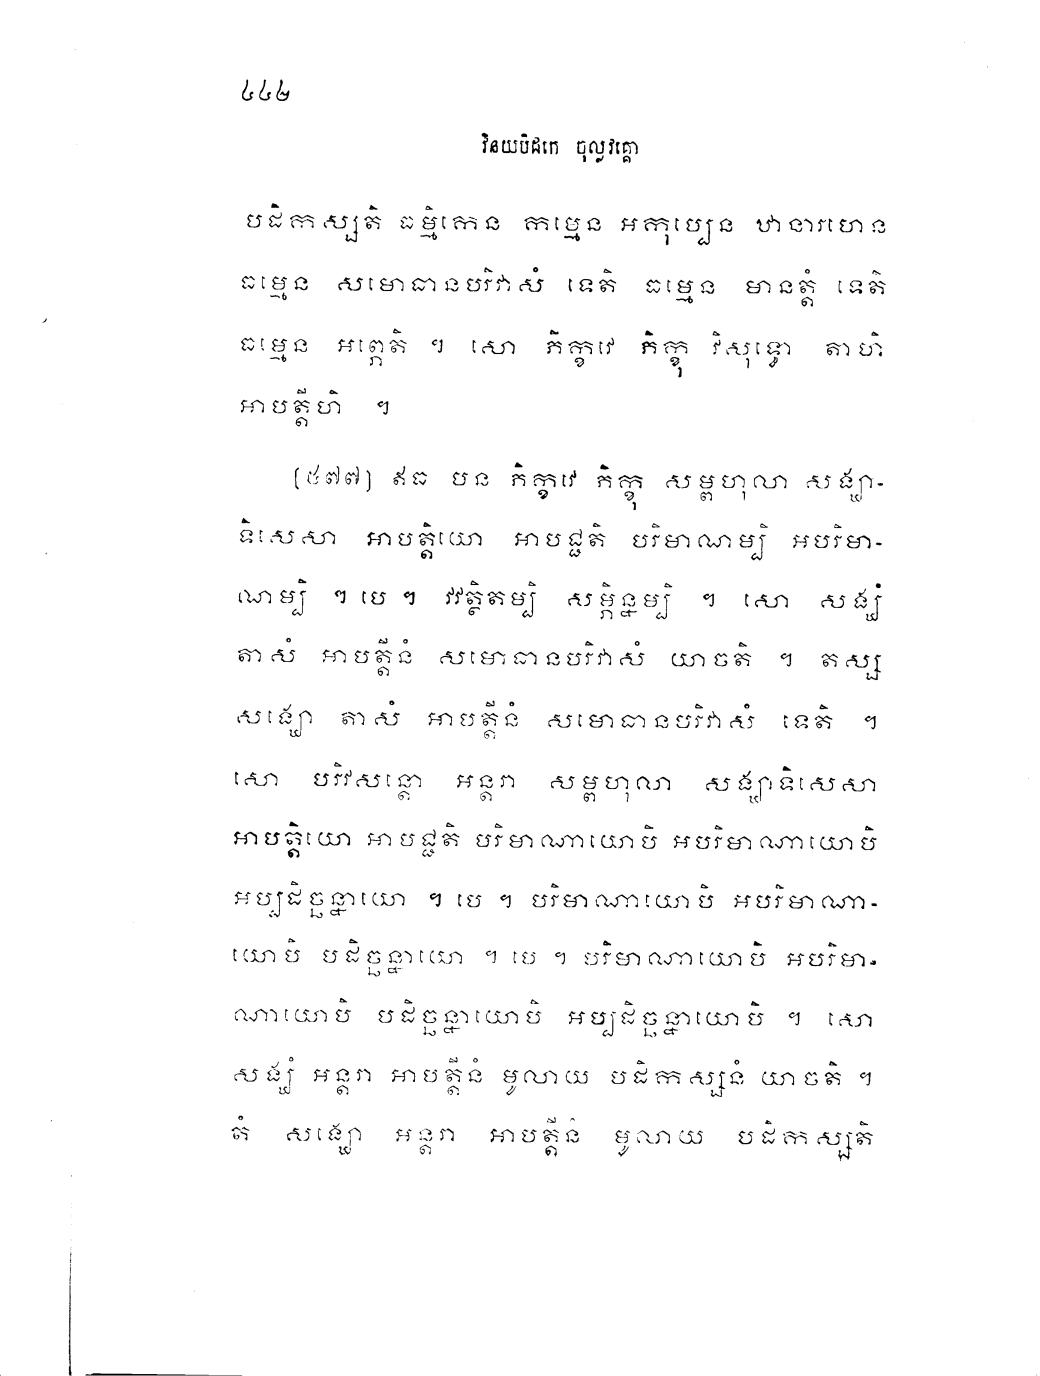 ៤៤២
វិនយបិដកេ ចុល្លវគ្គោ
បដិកស្សតិ ធម្មិកេន កម្មេន អកុប្បេន ឋានារហេន
ធម្មេន សមោធានបរិវាសំ ទេតិ ធម្មេន មានត្តំ ទេតិ
ធម្មេន អព្ភេតិ ។ សោ ភិក្ខវេ ភិក្ខុ វិសុទ្ធោ តាហិ
អាបត្តីហិ ។
[៥៧៧] ឥធ បន ភិក្ខវេ ភិក្ខុ សម្ពហុលា សង្ឃា-
ទិសេសា អាបត្តិយោ អាបជ្ជតិ បរិមាណម្បិ អបរិមា-
ណម្បិ ។ បេ ។ វវត្ថិតម្បិ សម្ភិន្នម្បិ ។ សោ សង្ឃំ
តាសំ អាបត្តីនំ សមោធានបរិវាសំ យាចតិ ។ តស្ស
សង្ឃោ តាសំ អាបត្តីនំ សមោធានបរិវាសំ ទេតិ ។
សោ បរិវសន្តោ អន្តរា សម្ពហុលា សង្ឃាទិសេសា
អាបត្តិយោ អាបជ្ជតិ បរិមាណាយោបិ អបរិមាណាយោបិ
អប្បដិច្ឆន្នាយោ ។ បេ ។ បរិមាណាយោបិ អបរិមាណា-
យោបិ បដិច្ឆន្នាយោ ។ បេ ។ បរិមាណាយោបិ អបរិមា-
ណាយោបិ បដិច្ឆន្នាយោបិ អប្បដិច្ឆន្នាយោបិ ។ សោ
សង្ឃំ អន្តរា អាបត្តីនំ មូលាយ បដិកស្សនំ យាចតិ ។
តំ សង្ឃោ អន្តរា អាបត្តីនំ មូលាយ បដិកស្សតិ